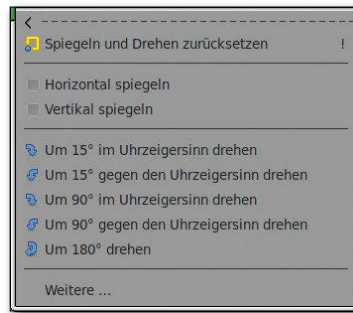 Spiegeln und Drehen zurücksetzen !
Horizontal spiegeln
Vertikal spiegeln
Um 15° im Uhrzeigersinn drehen
Um 15° gegen den Uhrzeigersinn drehen
Um 90° im Uhrzeigersinn drehen
Um 90° gegen den Uhrzeigersinn drehen
Um 180° drehen
Weitere ...